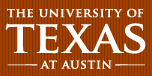 THE UNIVERSITY OF
TEXAS
AT AUSTIN